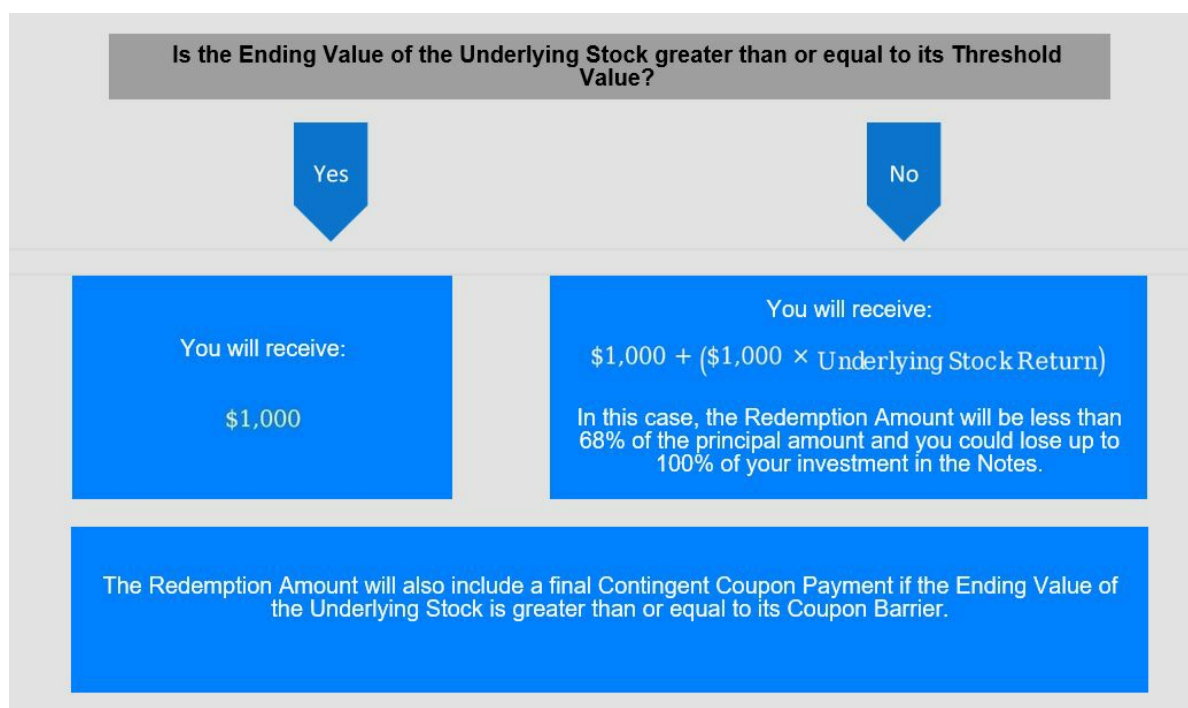 Is the Ending Value of the Underlying Stock greater than or equal to its Threshold
Value?
Yes
No
You will receive:
$1,000
You will receive:
$1,000 + ($1,000 × Underlying Stock Return)
In this case, the Redemption Amount will be less than
68% of the principal amount and you could lose up to
100% of your investment in the Notes.
The Redemption Amount will also include a final Contingent Coupon Payment if the Ending Value of
the Underlying Stock is greater than or equal to its Coupon Barrier.